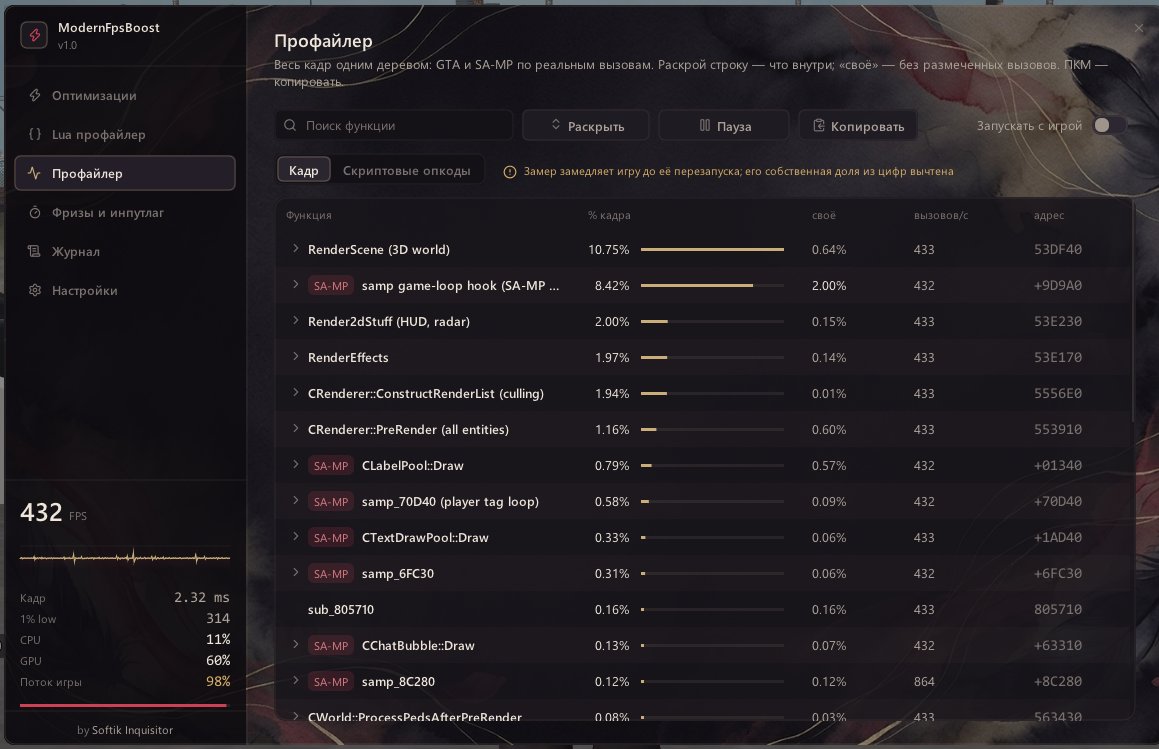 ModernFpsBoost
v1.0
Оптимизации
Lua профайлер
Профайлер
Фризы и инпутлаг
Журнал
Настройки
432 FPS
Кадр 2.32 ms
1% low 314
CPU 11%
GPU 60%
Поток игры 98%
by Softik Inquisitor
Профайлер
Весь кадр одним деревом: GTA и SA-MP по реальным вызовам. Раскрой строку — что внутри; «своё» — без размеченных вызовов. ПКМ —
копировать.
Поиск функции
Раскрыть
Пауза
Копировать
Запускать с игрой
Кадр
Скриптовые опкоды
Замер замедляет игру до её перезапуска; его собственная доля из цифр вычтена
Функция % кадра своё вызовов/с адрес
RenderScene (3D world) 10.75% 0.64% 433 53DF40
SA-MP samp game-loop hook (SA-MP ... 8.42% 2.00% 432 +9D9A0
Render2dStuff (HUD, radar) 2.00% 0.15% 433 53E230
RenderEffects 1.97% 0.14% 433 53E170
CRenderer::ConstructRenderList (culling) 1.94% 0.01% 433 5556E0
CRenderer::PreRender (all entities) 1.16% 0.60% 433 553910
SA-MP CLabelPool::Draw 0.79% 0.57% 432 +01340
SA-MP samp_70D40 (player tag loop) 0.58% 0.09% 432 +70D40
SA-MP CTextDrawPool::Draw 0.33% 0.06% 433 +1AD40
SA-MP samp_6FC30 0.31% 0.06% 432 +6FC30
sub_805710 0.16% 0.16% 433 805710
SA-MP CChatBubble::Draw 0.13% 0.07% 432 +63310
SA-MP samp_8C280 0.12% 0.12% 864 +8C280
CWorld::ProcessPedsAfterPreRender 0.08% 0.03% 433 563430